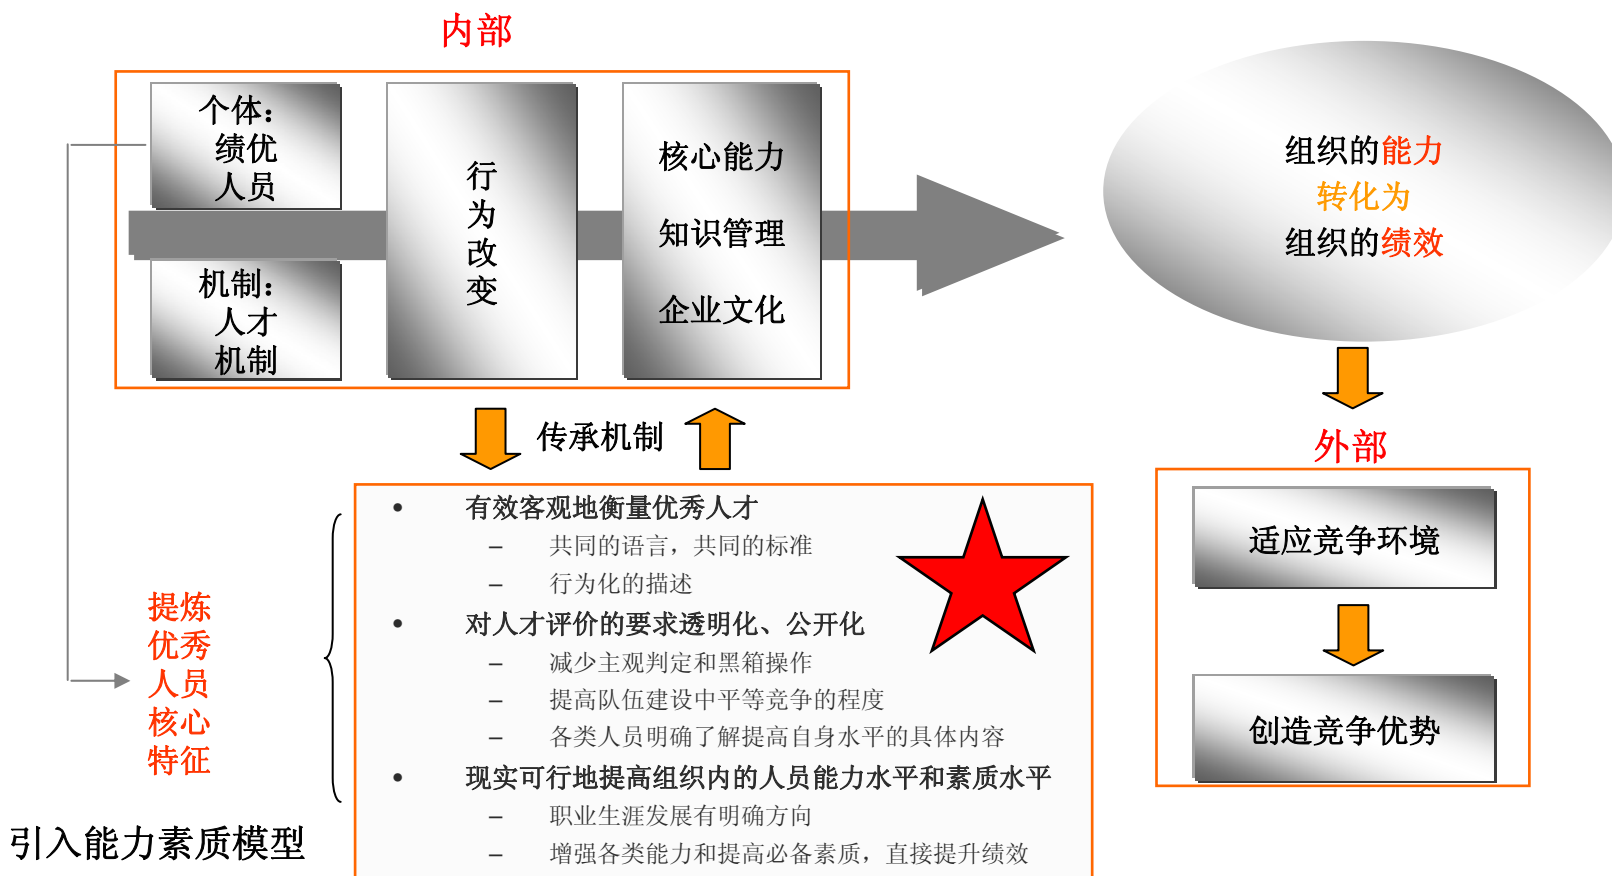 内部
个体：
绩优
人员
机制：
人才
机制
行
为
改
变
核心能力
知识管理
企业文化
组织的能力
转化为
组织的绩效
传承机制
外部
适应竞争环境
创造竞争优势
提炼
优秀
人员
核心
特征
引入能力素质模型
• 有效客观地衡量优秀人才
– 共同的语言，共同的标准
– 行为化的描述
• 对人才评价的要求透明化、公开化
– 减少主观判定和黑箱操作
– 提高队伍建设中平等竞争的程度
– 各类人员明确了解提高自身水平的具体内容
• 现实可行地提高组织内的人员能力水平和素质水平
– 职业生涯发展有明确方向
– 增强各类能力和提高必备素质，直接提升绩效